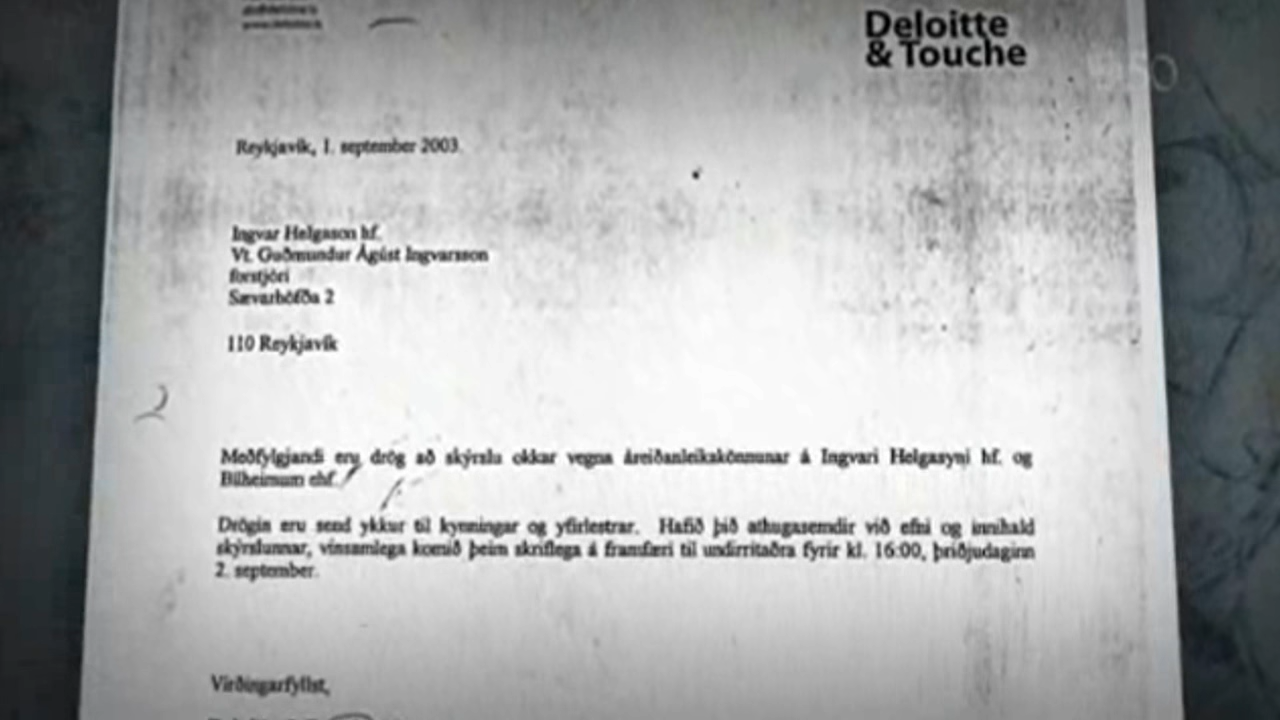 Deloitte
& Touche
Reykjavík, 1. september 2003
Ingvar Helgason hf.
Vt. Guðmundur Ágúst Ingvarsson
forstjóri
Sævarhöfða 2
110 Reykjavík
Meðfylgjandi eru drög að skýrslu okkar vegna áreiðanleikakönnunar á Ingvari Helgasyni hf. og
Bílheimum ehf.
Drögin eru send ykkur til kynningar og yfirlestrar. Hafið þið athugasemdir við efni og innihald
skýrslunnar, vinsamlega komið þeim skriflega á framfæri til undirritaðra fyrir kl. 16:00, þriðjudaginn
2. september.
Virðingarfyllst,